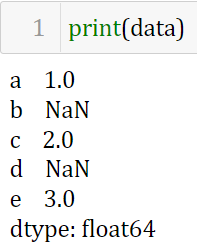 1 print(data)
a 1.0
b NaN
c 2.0
d NaN
e 3.0
dtype: float64